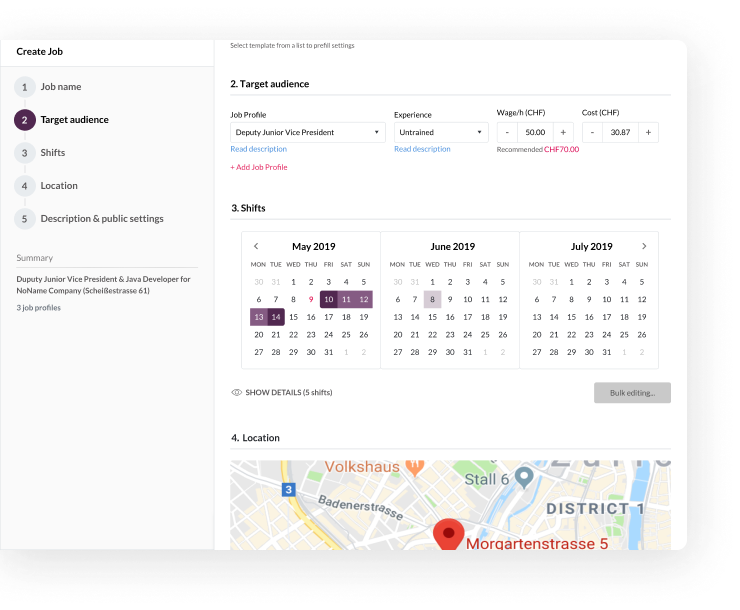 Create Job
1 Job name
2 Target audience
3 Shifts
4 Location
5 Description & public settings
Summary
Duputy Junior Vice President & Java Developer for
NoName Company (Scheißestrasse 61)
3 job profiles
Select template from a list to prefill settings
2. Target audience
Job Profile Experience Wage/h (CHF) Cost (CHF)
Deputy Junior Vice President Untrained - 50.00 + - 30.87 +
Read description Read description Recommended CHF70.00
+ Add Job Profile
3. Shifts
May 2019 June 2019 July 2019
MON TUE WED THU FRI SAT SUN MON TUE WED THU FRI SAT SUN MON TUE WED THU FRI SAT SUN
30 31 1 2 3 4 5 30 31 1 2 3 4 5 30 31 1 2 3 4 5
6 7 8 9 10 11 12 6 7 8 9 10 11 12 6 7 8 9 10 11 12
13 14 15 16 17 18 19 13 14 15 16 17 18 19 13 14 15 16 17 18 19
20 21 22 23 24 25 26 20 21 22 23 24 25 26 20 21 22 23 24 25 26
27 28 29 30 31 1 2 27 28 29 30 31 1 2 27 28 29 30 31 1 2
SHOW DETAILS (5 shifts) Bulk editing...
4. Location
Volkshaus
Stall 6
3
Badenerstrasse
DISTRICT 1
Morgartenstrasse 5